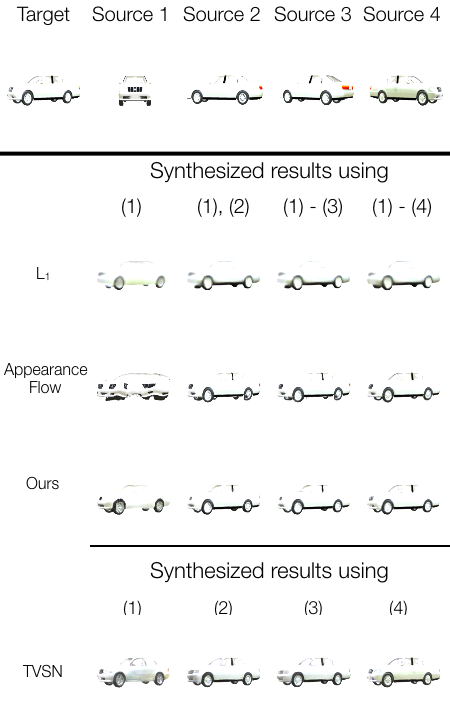 Target Source 1 Source 2 Source 3 Source 4
Synthesized results using
(1) (1), (2) (1) - (3) (1) - (4)
L₁
Appearance
Flow
Ours
Synthesized results using
(1) (2) (3) (4)
TVSN